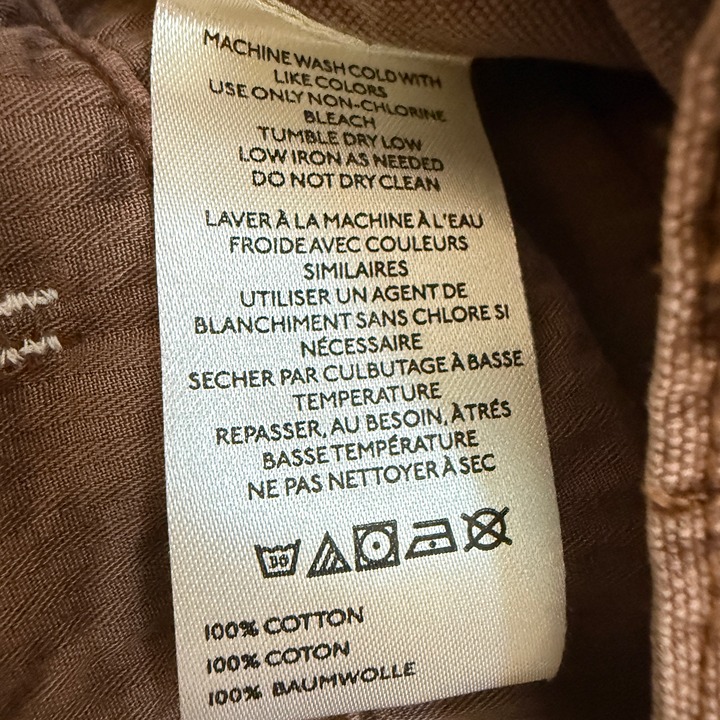 MACHINE WASH COLD WITH
LIKE COLORS
USE ONLY NON-CHLORINE
BLEACH
TUMBLE DRY LOW
LOW IRON AS NEEDED
DO NOT DRY CLEAN
LAVER À LA MACHINE À L'EAU
FROIDE AVEC COULEURS
SIMILAIRES
UTILISER UN AGENT DE
BLANCHIMENT SANS CHLORE SI
NÉCESSAIRE
SECHER PAR CULBUTAGE À BASSE
TEMPERATURE
REPASSER, AU BESOIN, À TRÉS
BASSE TEMPÉRATURE
NE PAS NETTOYER À SEC
100% COTTON
100% COTON
100% BAUMWOLLE